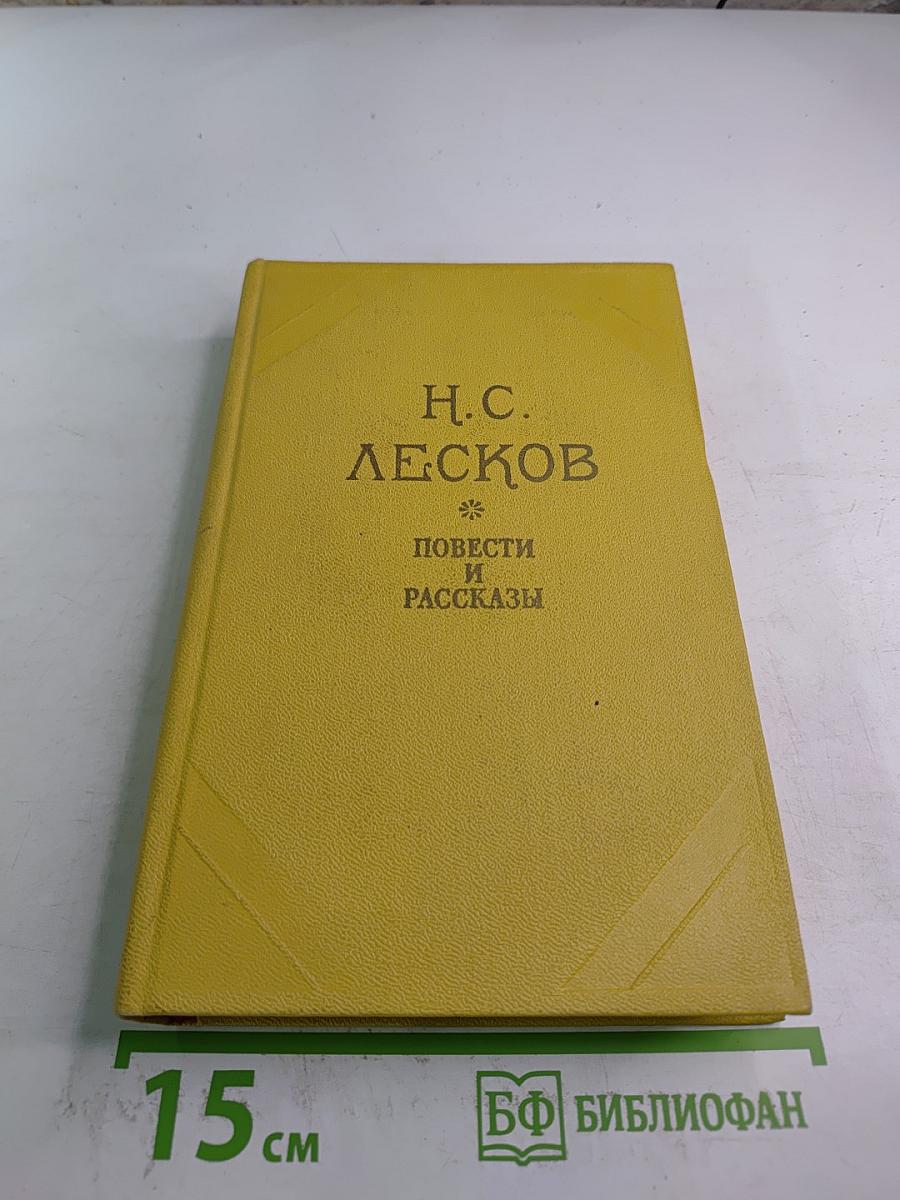 Н. С.
ЛЕСКОВ
ПОВЕСТИ
И
РАССКАЗЫ
15 см
БФ БИБЛИОФАН